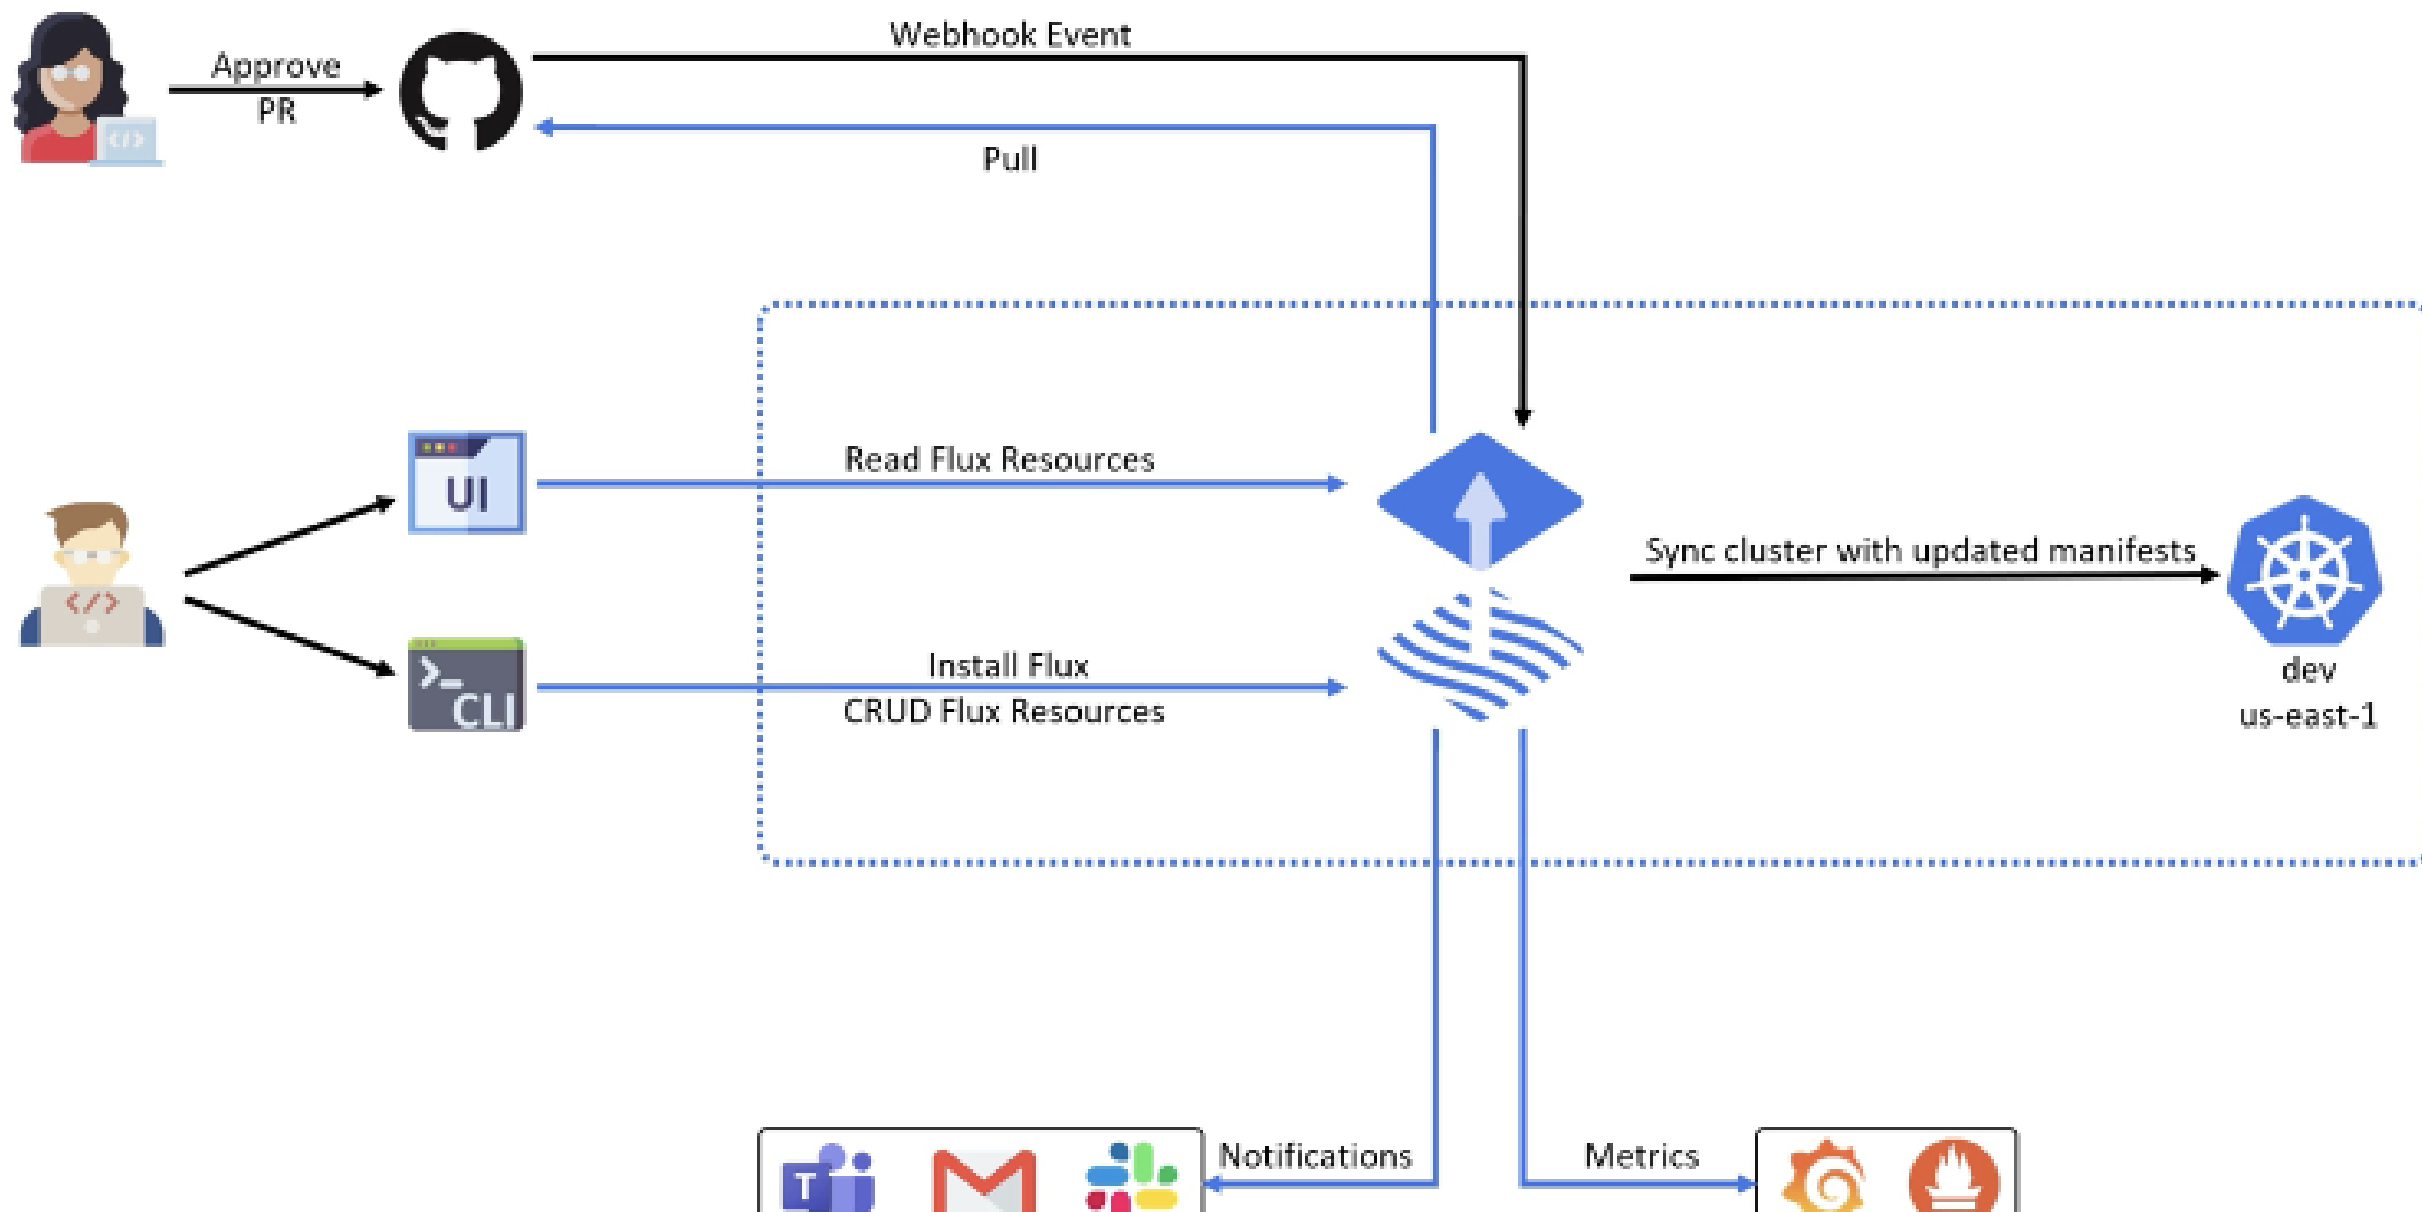 Webhook Event
Approve
PR
</>
Pull
UI
Read Flux Resources
Sync cluster with updated manifests
</>
>_
CLI
Install Flux
CRUD Flux Resources
dev
us-east-1
Notifications
Metrics
T